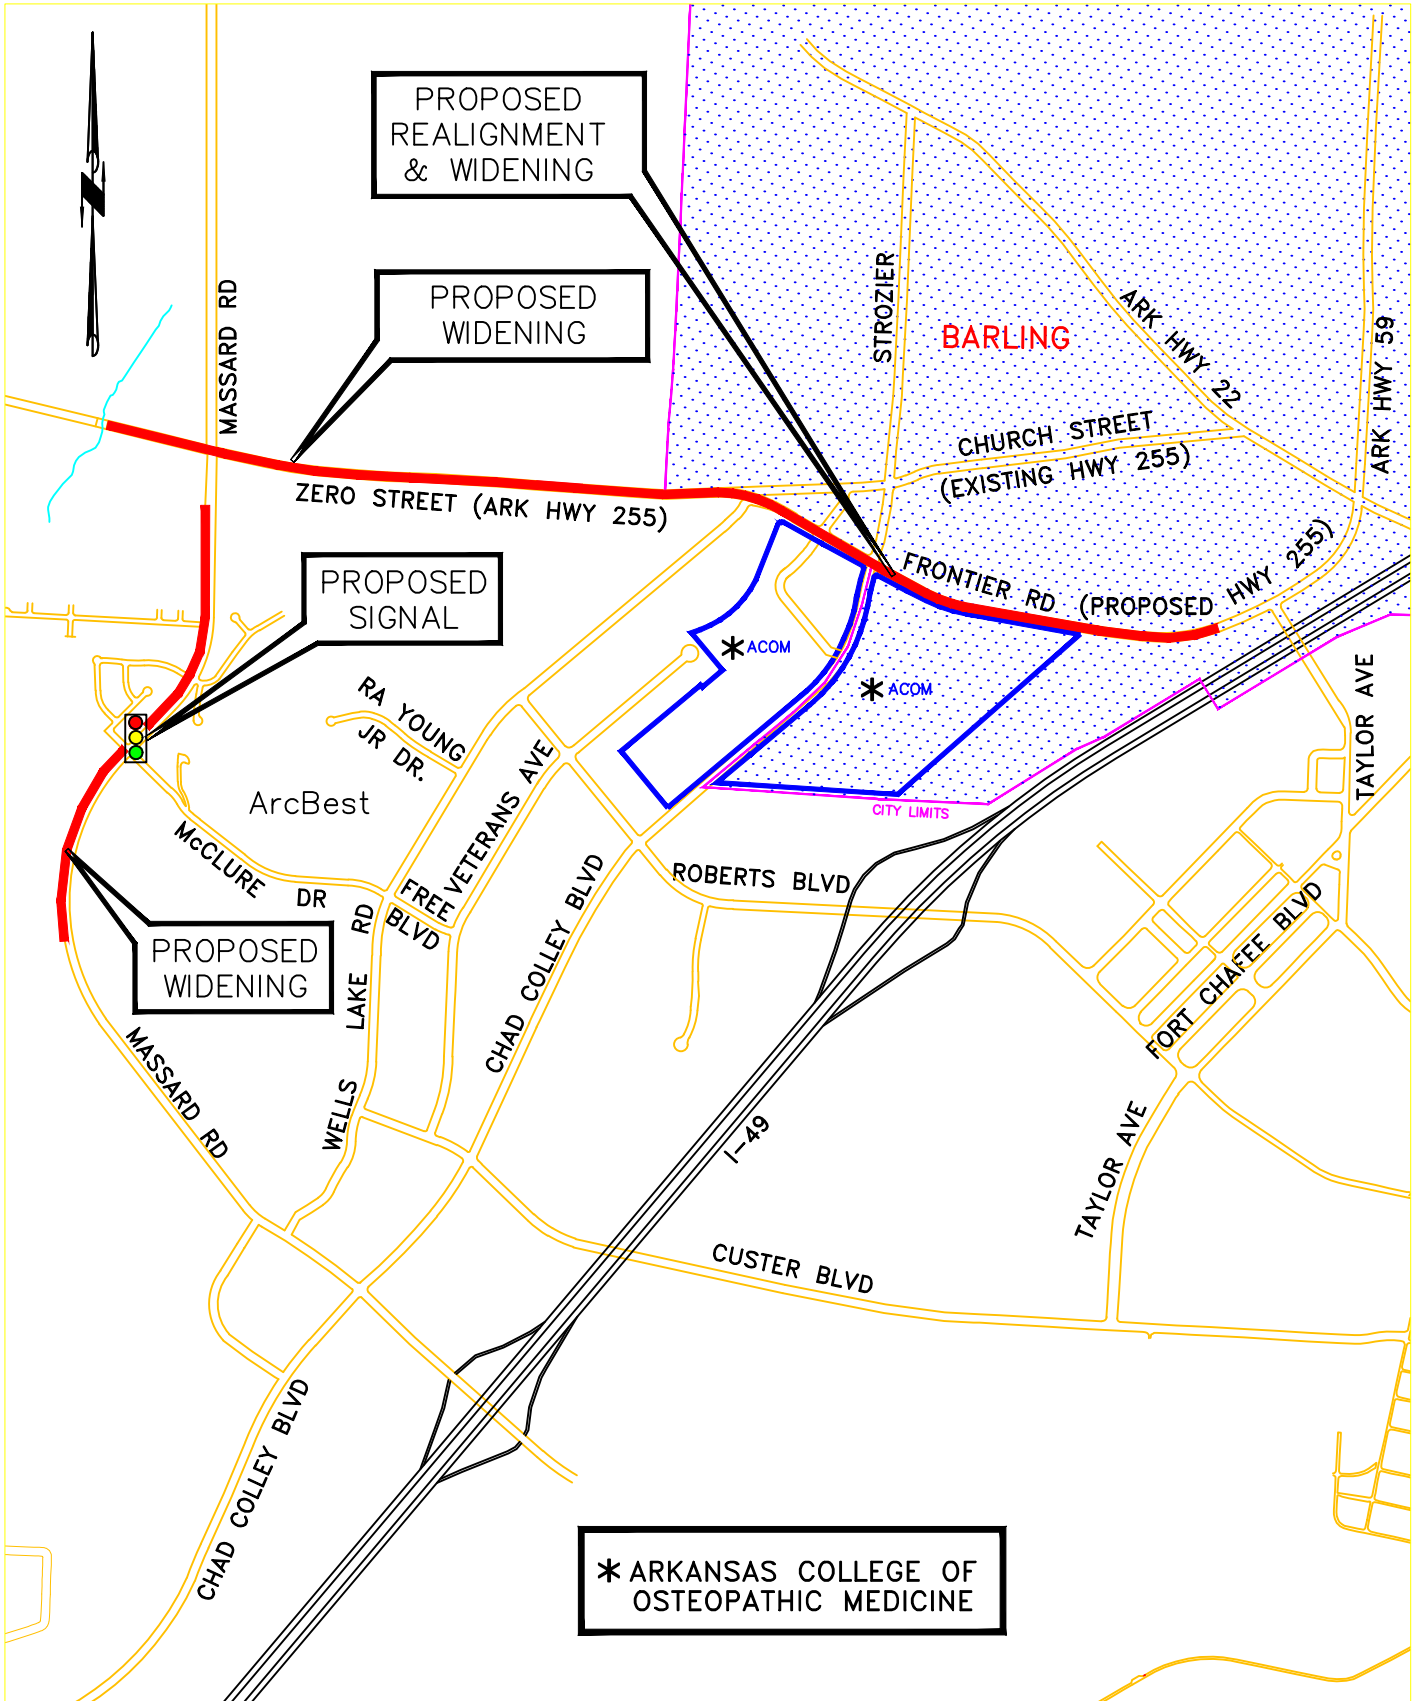 PROPOSED
REALIGNMENT
& WIDENING
PROPOSED
WIDENING
MASSARD RD
STROZIER
BARLING
ARK HWY 22
ARK HWY 59
CHURCH STREET
(EXISTING HWY 255)
ZERO STREET (ARK HWY 255)
FRONTIER RD (PROPOSED HWY 255)
PROPOSED
SIGNAL
ACOM
ACOM
RA YOUNG
JR DR.
TAYLOR AVE
ArcBest
CITY LIMITS
McCLURE DR
FREE
BLVD
VETERANS AVE
ROBERTS BLVD
CHAD COLLEY BLVD
FORT CHAFEE BLVD
PROPOSED
WIDENING
WELLS LAKE RD
MASSARD RD
I-49
TAYLOR AVE
CUSTER BLVD
CHAD COLLEY BLVD
* ARKANSAS COLLEGE OF
OSTEOPATHIC MEDICINE